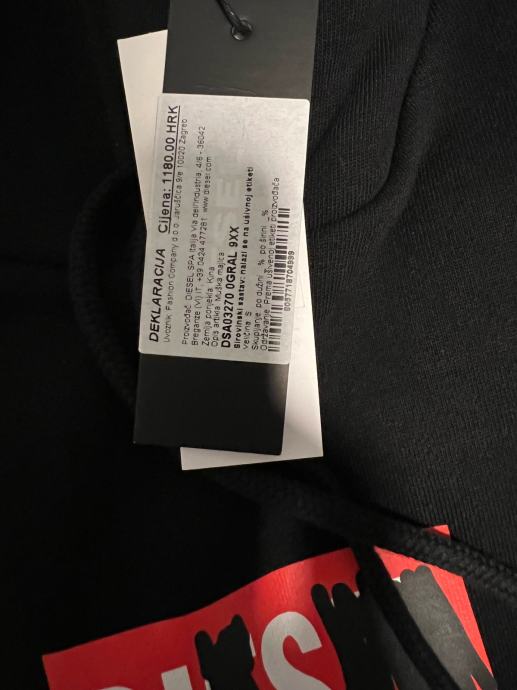 DEKLARACIJA Cijena: 1180.00 HRK
Uvoznik: Fashion Company d.o.o. Jaruščica 9/e 10020 Zagreb
Proizvođač: DIESEL SPA Italija Via dell'industria, 4/6 - 36042
Breganze (VI) IT, +39 0424 477281 www.diesel.com
Zemlja porijekla: Kina
Opis artikla: Muška majica
DSA03270 0GRAL 9XX
Sirovinski sastav: nalazi se na ušivnoj etiketi
Veličina: S
Skupljanje: po dužini % po širini %
Održavanje: Prema ušivenoj etiketi proizvođača